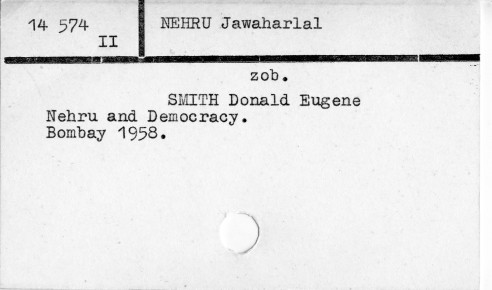 14 574
II
NEHRU Jawaharlal
zob.
SMITH Donald Eugene
Nehru and Democracy.
Bombay 1958.